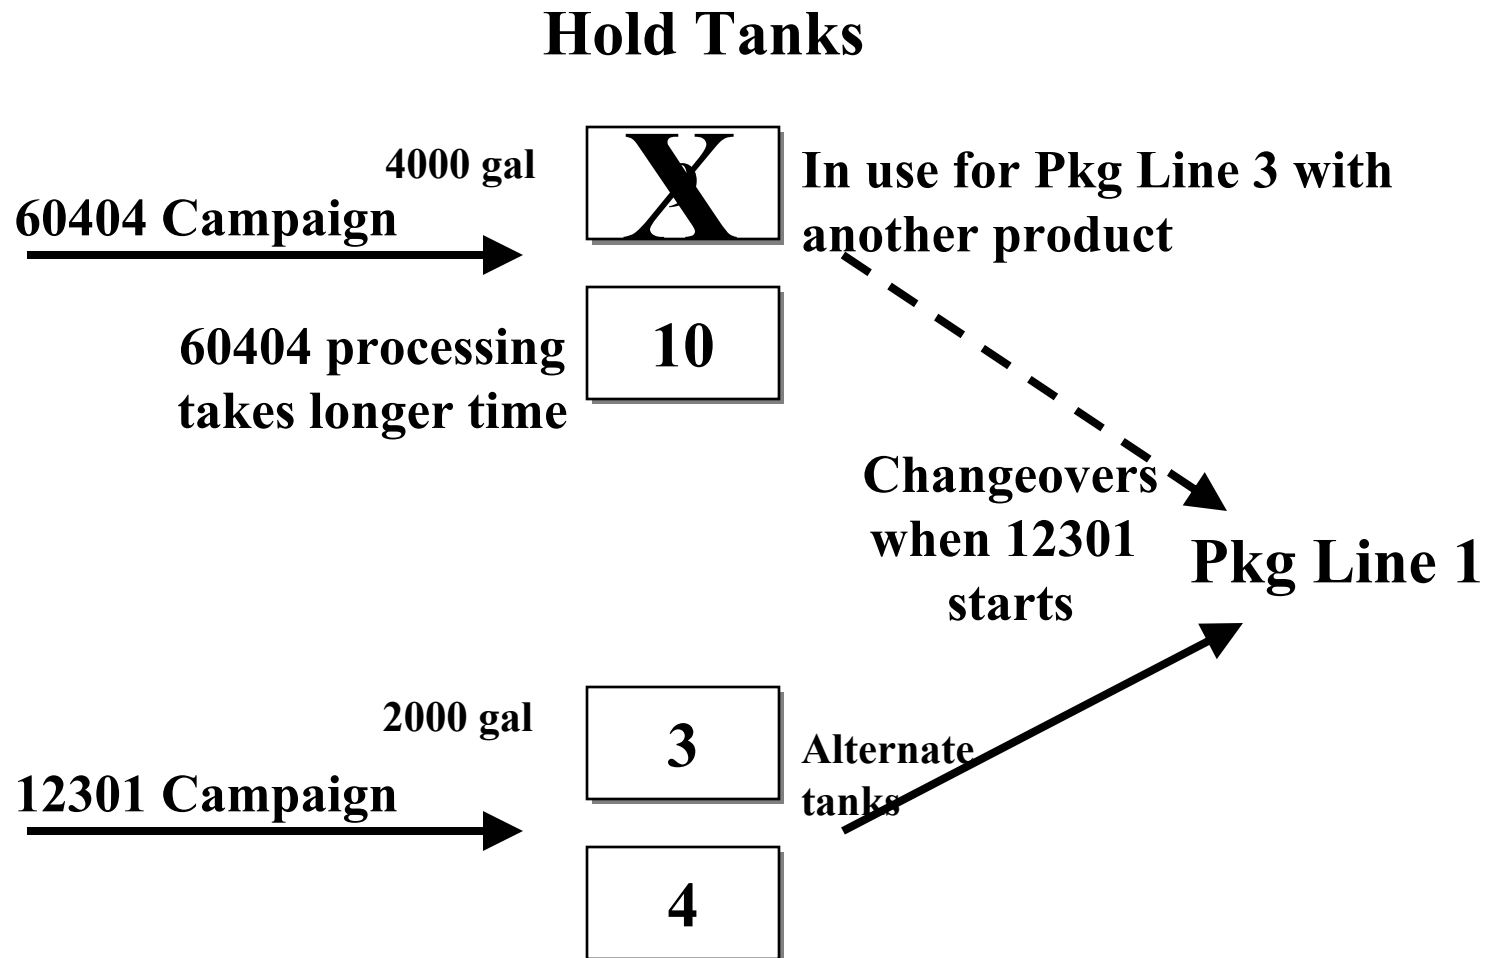 Hold Tanks
4000 gal
X
In use for Pkg Line 3 with
another product
60404 Campaign
60404 processing
takes longer time
10
Changeovers
when 12301
starts
Pkg Line 1
2000 gal
3
Alternate
tanks
12301 Campaign
4